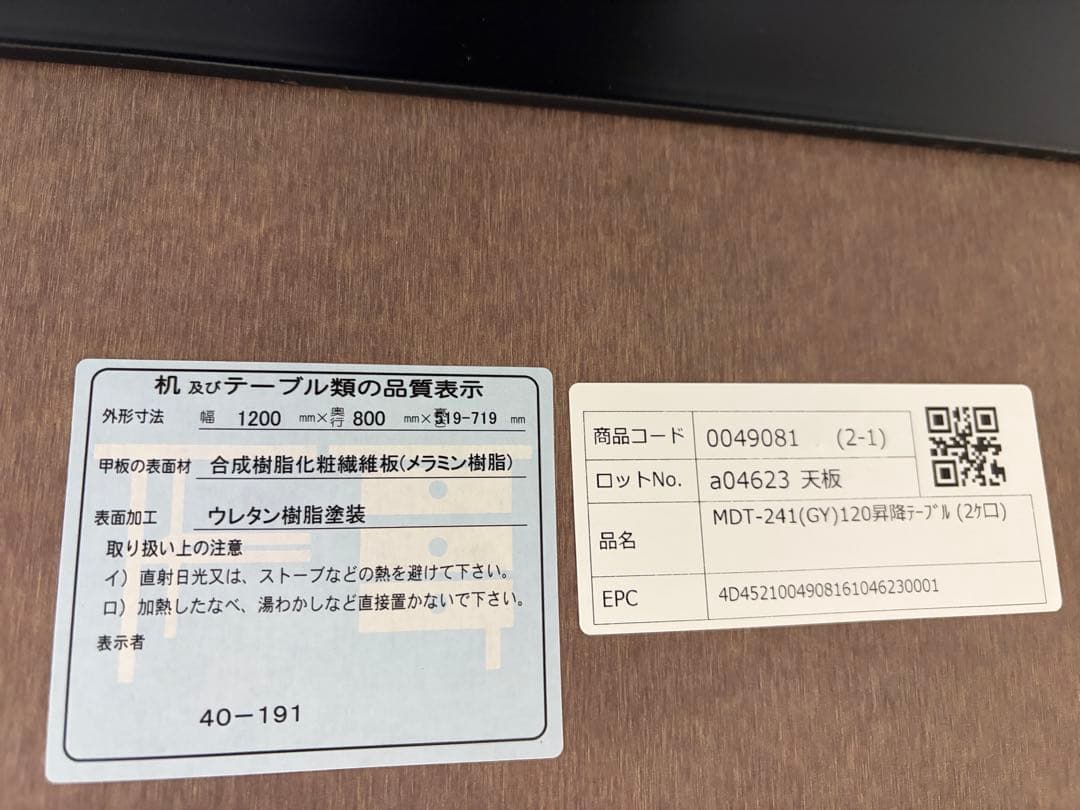 机及びテーブル類の品質表示
外形寸法 幅 1200 mm×奥行 800 mm×高さ519-719 mm
甲板の表面材 合成樹脂化粧繊維板(メラミン樹脂)
表面加工 ウレタン樹脂塗装
取り扱い上の注意
イ）直射日光又は、ストーブなどの熱を避けて下さい。
ロ）加熱したなべ、湯わかしなど直接置かないで下さい。
表示者
40-191
商品コード 0049081 (2-1)
ロットNo. a04623 天板
品名 MDT-241(GY)120昇降ﾃｰﾌﾞﾙ (2ｹ口)
EPC 4D4521004908161046230001